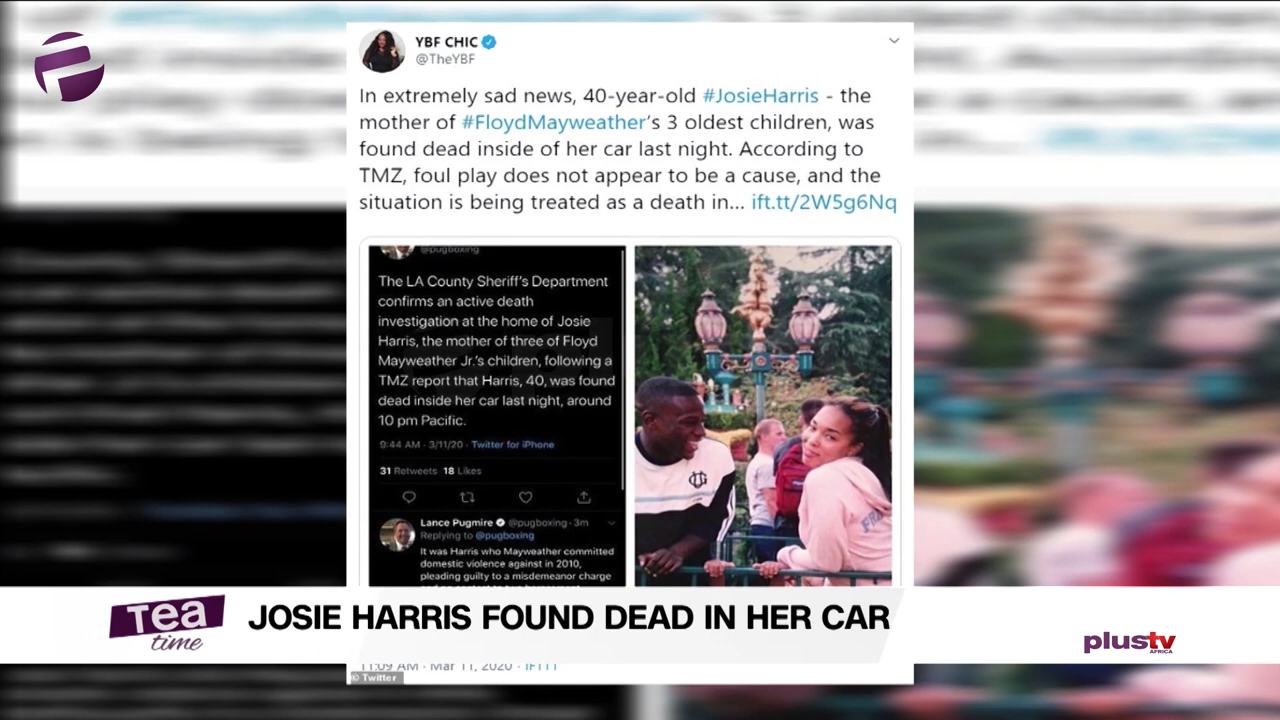 YBF CHIC
@TheYBF
In extremely sad news, 40-year-old #JosieHarris - the
mother of #FloydMayweather's 3 oldest children, was
found dead inside of her car last night. According to
TMZ, foul play does not appear to be a cause, and the
situation is being treated as a death in... ift.tt/2W5g6Nq
@pugboxing
The LA County Sheriff's Department
confirms an active death
investigation at the home of Josie
Harris, the mother of three of Floyd
Mayweather Jr.'s children, following a
TMZ report that Harris, 40, was found
dead inside her car last night, around
10 pm Pacific.
9:44 AM · 3/11/20 · Twitter for iPhone
31 Retweets 18 Likes
Lance Pugmire @pugboxing · 3m
Replying to @pugboxing
It was Harris who Mayweather committed
domestic violence against in 2010,
pleading guilty to a misdemeanor charge
FRA
Tea
time
JOSIE HARRIS FOUND DEAD IN HER CAR
plustv
AFRICA
11:09 AM · Mar 11, 2020 · IFTTT
© Twitter